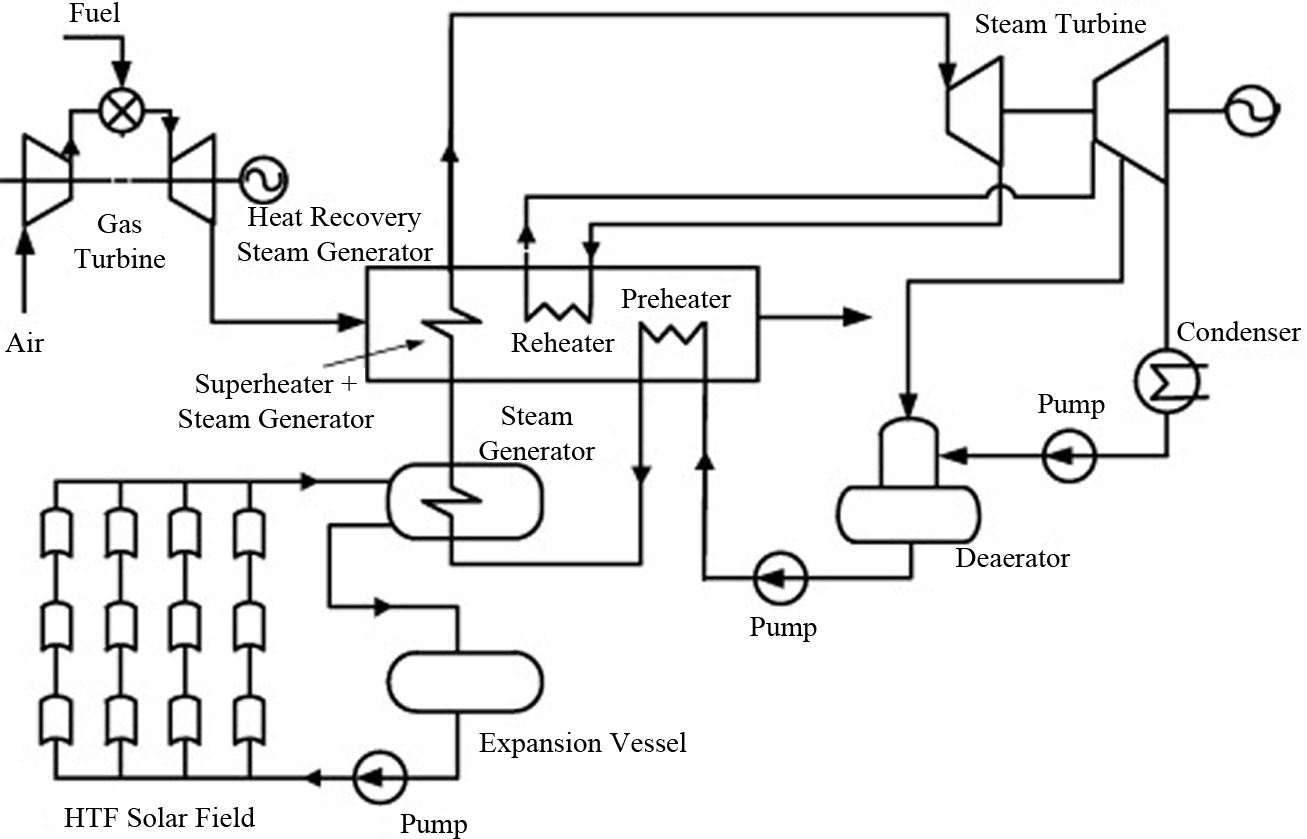 Fuel
Steam Turbine
Gas
Turbine
Heat Recovery
Steam Generator
Air
Preheater
Reheater
Condenser
Superheater +
Steam Generator
Steam
Generator
Pump
Deaerator
Pump
Expansion Vessel
HTF Solar Field
Pump